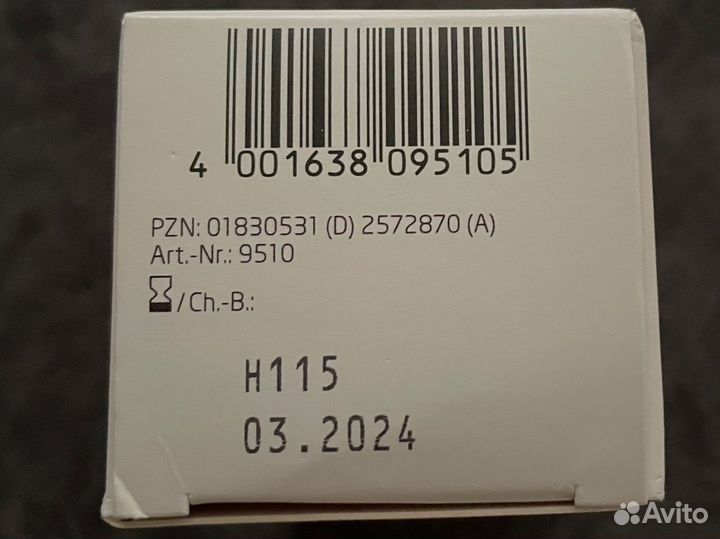 4 001638 095105
PZN: 01830531 (D) 2572870 (A)
Art.-Nr.: 9510
/ Ch.-B.:
H115
03.2024
Avito